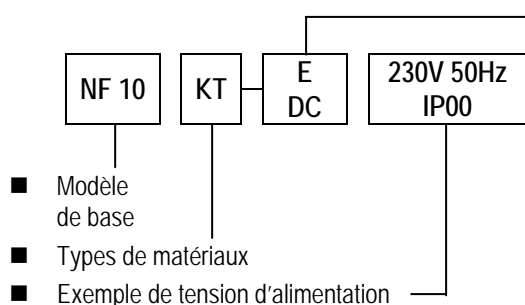 NF 10
KT
E
DC
230V 50Hz
IP00
■ Modèle
de base
■ Types de matériaux
■ Exemple de tension d'alimentation